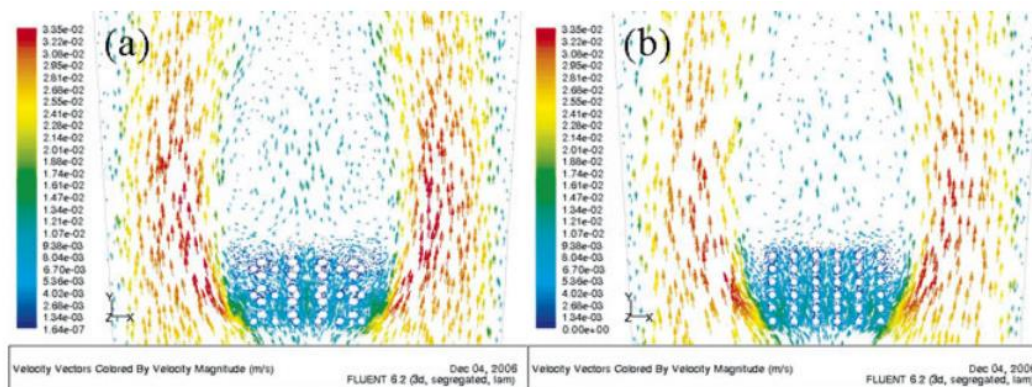 (a)
3.35e-02
3.22e-02
3.08e-02
2.95e-02
2.81e-02
2.68e-02
2.55e-02
2.41e-02
2.28e-02
2.14e-02
2.01e-02
1.88e-02
1.74e-02
1.61e-02
1.47e-02
1.34e-02
1.21e-02
1.07e-02
9.38e-03
8.04e-03
6.70e-03
5.36e-03
4.02e-03
2.68e-03
1.34e-03
1.64e-07
Y
Z X
Velocity Vectors Colored By Velocity Magnitude (m/s)
Dec 04, 2006
FLUENT 6.2 (3d, segregated, lam)
(b)
3.35e-02
3.22e-02
3.08e-02
2.95e-02
2.81e-02
2.68e-02
2.55e-02
2.41e-02
2.28e-02
2.14e-02
2.01e-02
1.88e-02
1.74e-02
1.61e-02
1.47e-02
1.34e-02
1.21e-02
1.07e-02
9.38e-03
8.04e-03
6.70e-03
5.36e-03
4.02e-03
2.68e-03
1.34e-03
0.00e+00
Y
Z X
Velocity Vectors Colored By Velocity Magnitude (m/s)
Dec 04, 2006
FLUENT 6.2 (3d, segregated, lam)